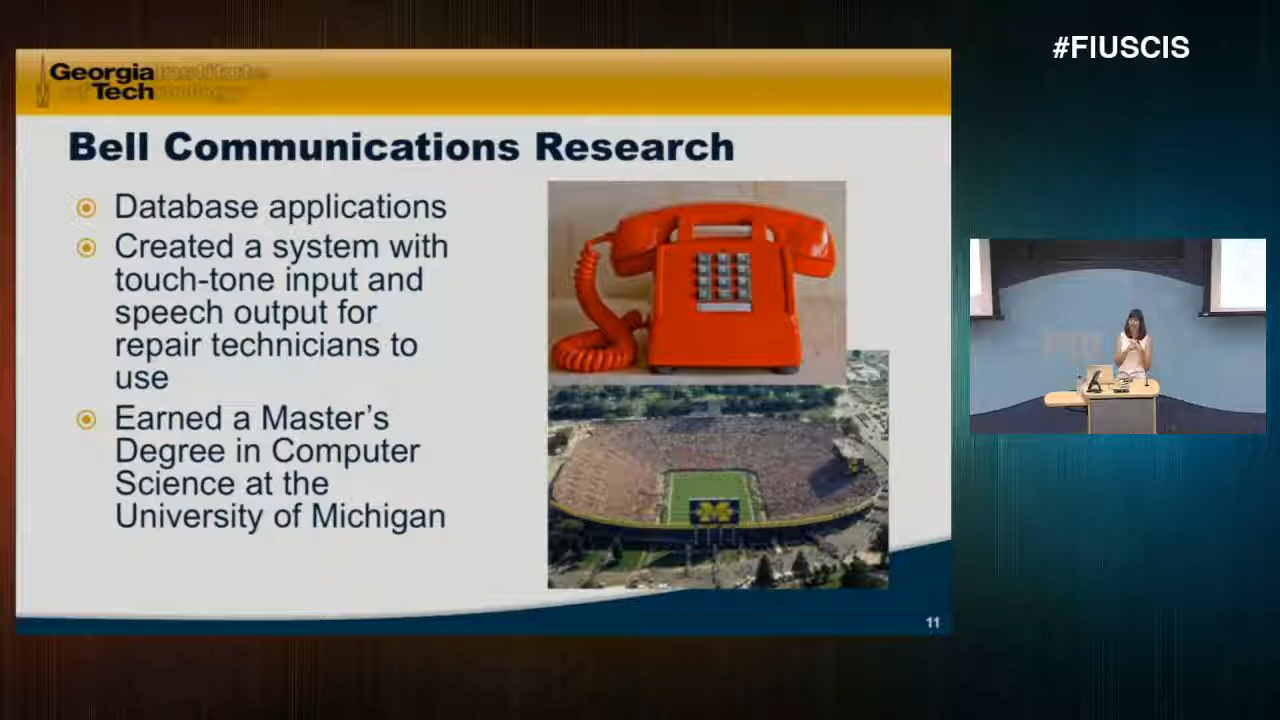 #FIUSCIS
Georgia
Tech
Bell Communications Research
Database applications
Created a system with
touch-tone input and
speech output for
repair technicians to
use
Earned a Master's
Degree in Computer
Science at the
University of Michigan
M
11